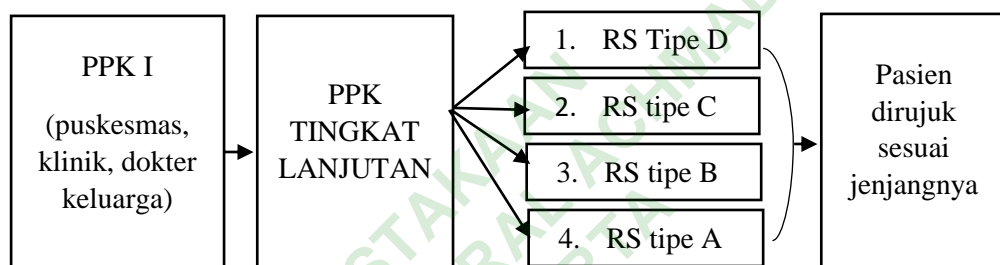 PPK I
(puskesmas,
klinik, dokter
keluarga)
PPK
TINGKAT
LANJUTAN
1. RS Tipe D
2. RS tipe C
3. RS tipe B
4. RS tipe A
Pasien
dirujuk
sesuai
jenjangnya